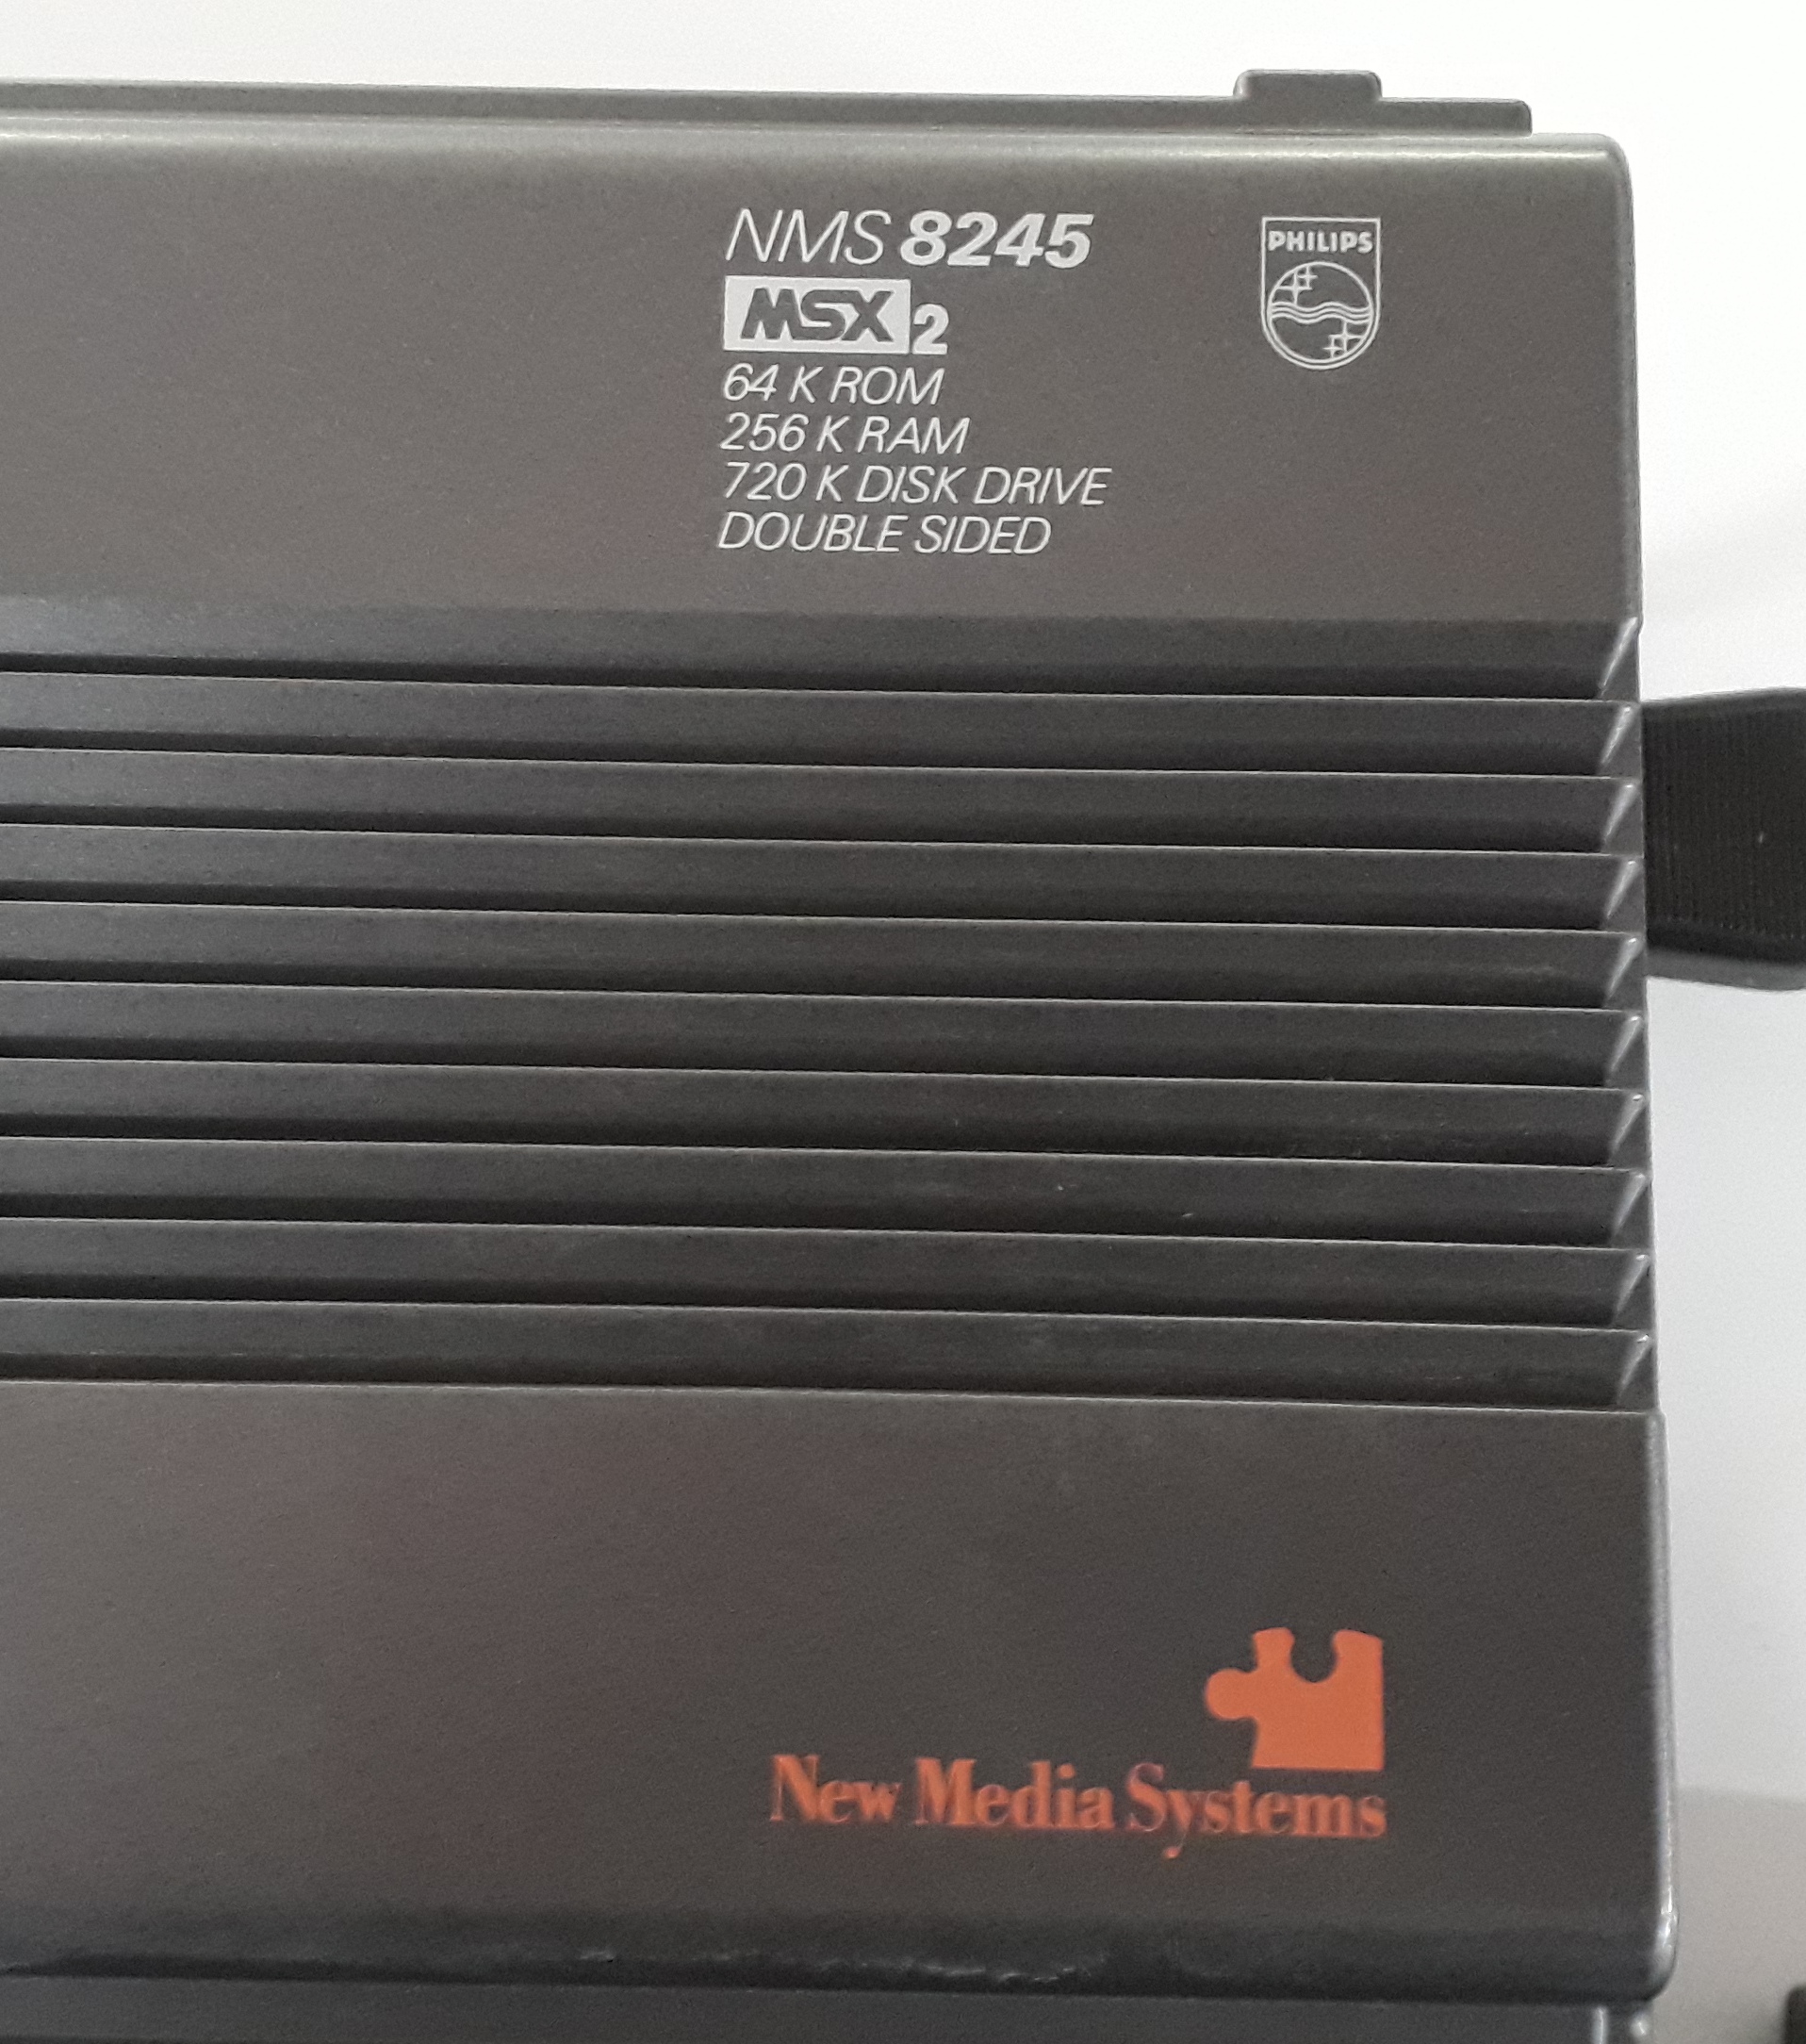 NMS 8245
PHILIPS
MSX 2
64 K ROM
256 K RAM
720 K DISK DRIVE
DOUBLE SIDED
New Media Systems